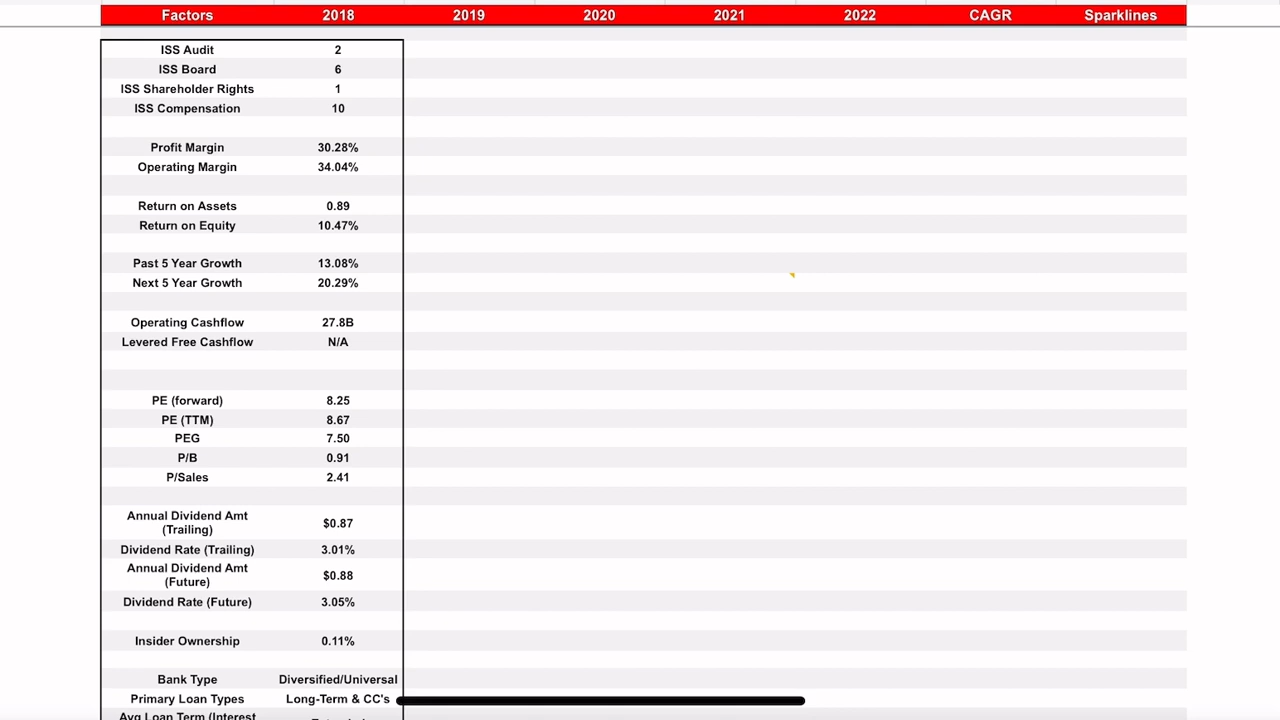 Factors 2018 2019 2020 2021 2022 CAGR Sparklines
ISS Audit 2
ISS Board 6
ISS Shareholder Rights 1
ISS Compensation 10
Profit Margin 30.28%
Operating Margin 34.04%
Return on Assets 0.89
Return on Equity 10.47%
Past 5 Year Growth 13.08%
Next 5 Year Growth 20.29%
Operating Cashflow 27.8B
Levered Free Cashflow N/A
PE (forward) 8.25
PE (TTM) 8.67
PEG 7.50
P/B 0.91
P/Sales 2.41
Annual Dividend Amt
(Trailing) $0.87
Dividend Rate (Trailing) 3.01%
Annual Dividend Amt
(Future) $0.88
Dividend Rate (Future) 3.05%
Insider Ownership 0.11%
Bank Type Diversified/Universal
Primary Loan Types Long-Term & CC's
Avg Loan Term (Interest